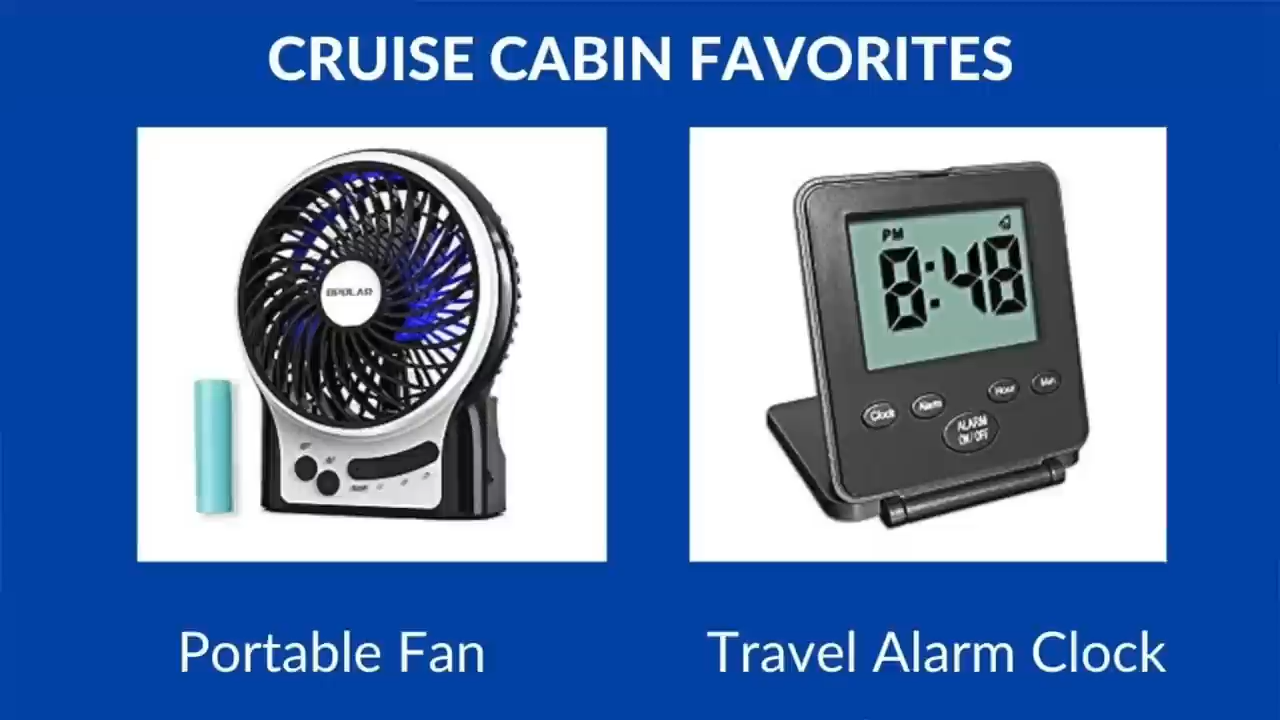 CRUISE CABIN FAVORITES
OPOLAR
PM
8:48
Clock
Alarm
Hour
Min
ALARM
ON/OFF
Portable Fan
Travel Alarm Clock